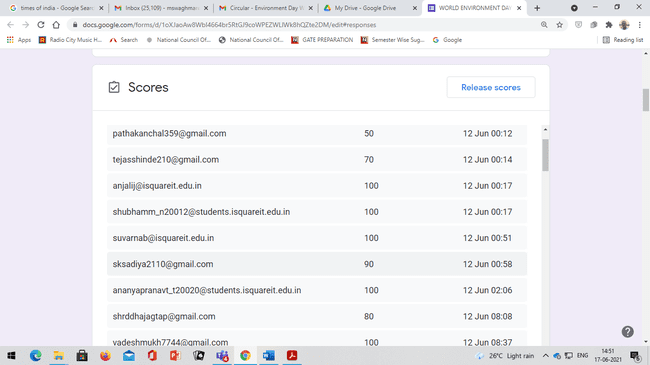 times of india - Google Sear
Inbox (25,109) - mswaghma
Circular - Environment Day W
My Drive - Google Drive
WORLD ENVIRONMENT DAY
docs.google.com/forms/d/1oXJaoAw8Wbl4664br5RtGJ9coWPEZWLIWk8hQZte2DM/edit#responses
Apps
Radio City Music H...
Search
National Council Of...
National Council Of...
GATE PREPARATION
Semester Wise Sug...
Google
Reading list
Scores
Release scores
pathakanchal359@gmail.com 50 12 Jun 00:12
tejasshinde210@gmail.com 70 12 Jun 00:14
anjalij@isquareit.edu.in 100 12 Jun 00:17
shubhamm_n20012@students.isquareit.edu.in 100 12 Jun 00:17
suvarnab@isquareit.edu.in 100 12 Jun 00:51
sksadiya2110@gmail.com 90 12 Jun 00:58
ananyapranavt_t20020@students.isquareit.edu.in 100 12 Jun 02:06
shrddhajagtap@gmail.com 80 12 Jun 08:08
vadeshmukh7744@gmail.com 100 12 Jun 08:37
26°C Light rain
ENG
14:51
17-06-2021